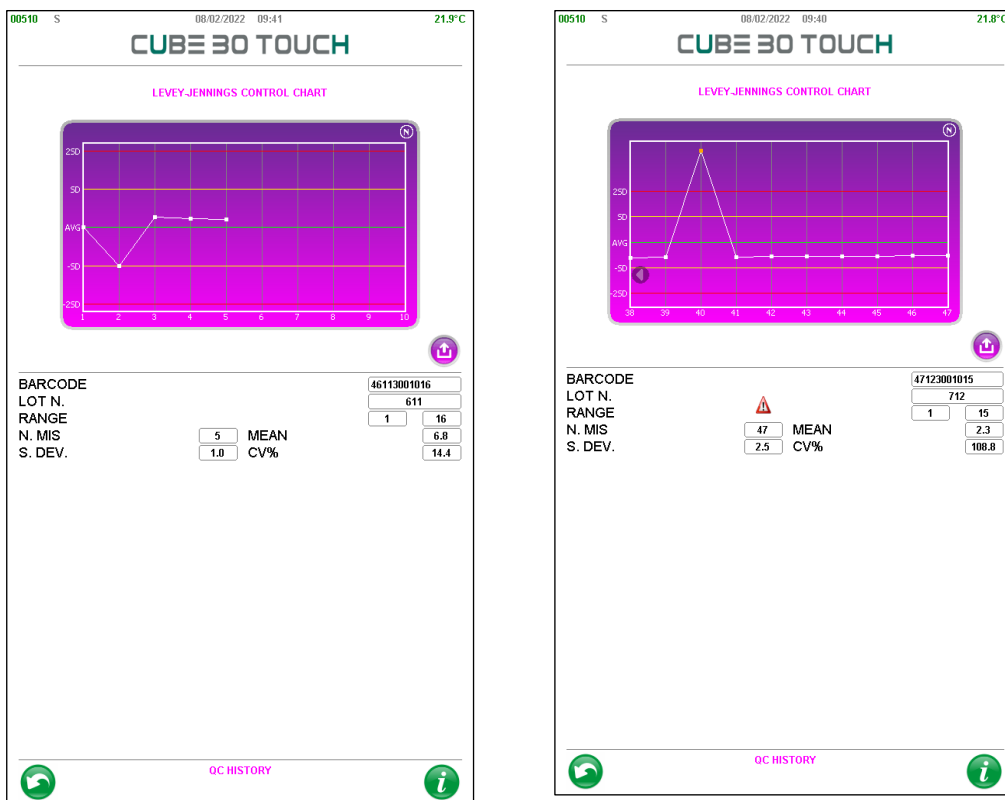 00510 S 08/02/2022 09:41 21.9°C
CUBE 30 TOUCH
LEVEY-JENNINGS CONTROL CHART
N
2SD
SD
AVG
-SD
-2SD
1 2 3 4 5 6 7 8 9 10
BARCODE 46113001016
LOT N. 611
RANGE 1 16
N. MIS 5 MEAN 6.8
S. DEV. 1.0 CV% 14.4
QC HISTORY
i
00510 S 08/02/2022 09:40 21.8°C
CUBE 30 TOUCH
LEVEY-JENNINGS CONTROL CHART
N
2SD
SD
AVG
-SD
-2SD
38 39 40 41 42 43 44 45 46 47
BARCODE 47123001015
LOT N. 712
RANGE 1 15
N. MIS 47 MEAN 2.3
S. DEV. 2.5 CV% 108.8
QC HISTORY
i